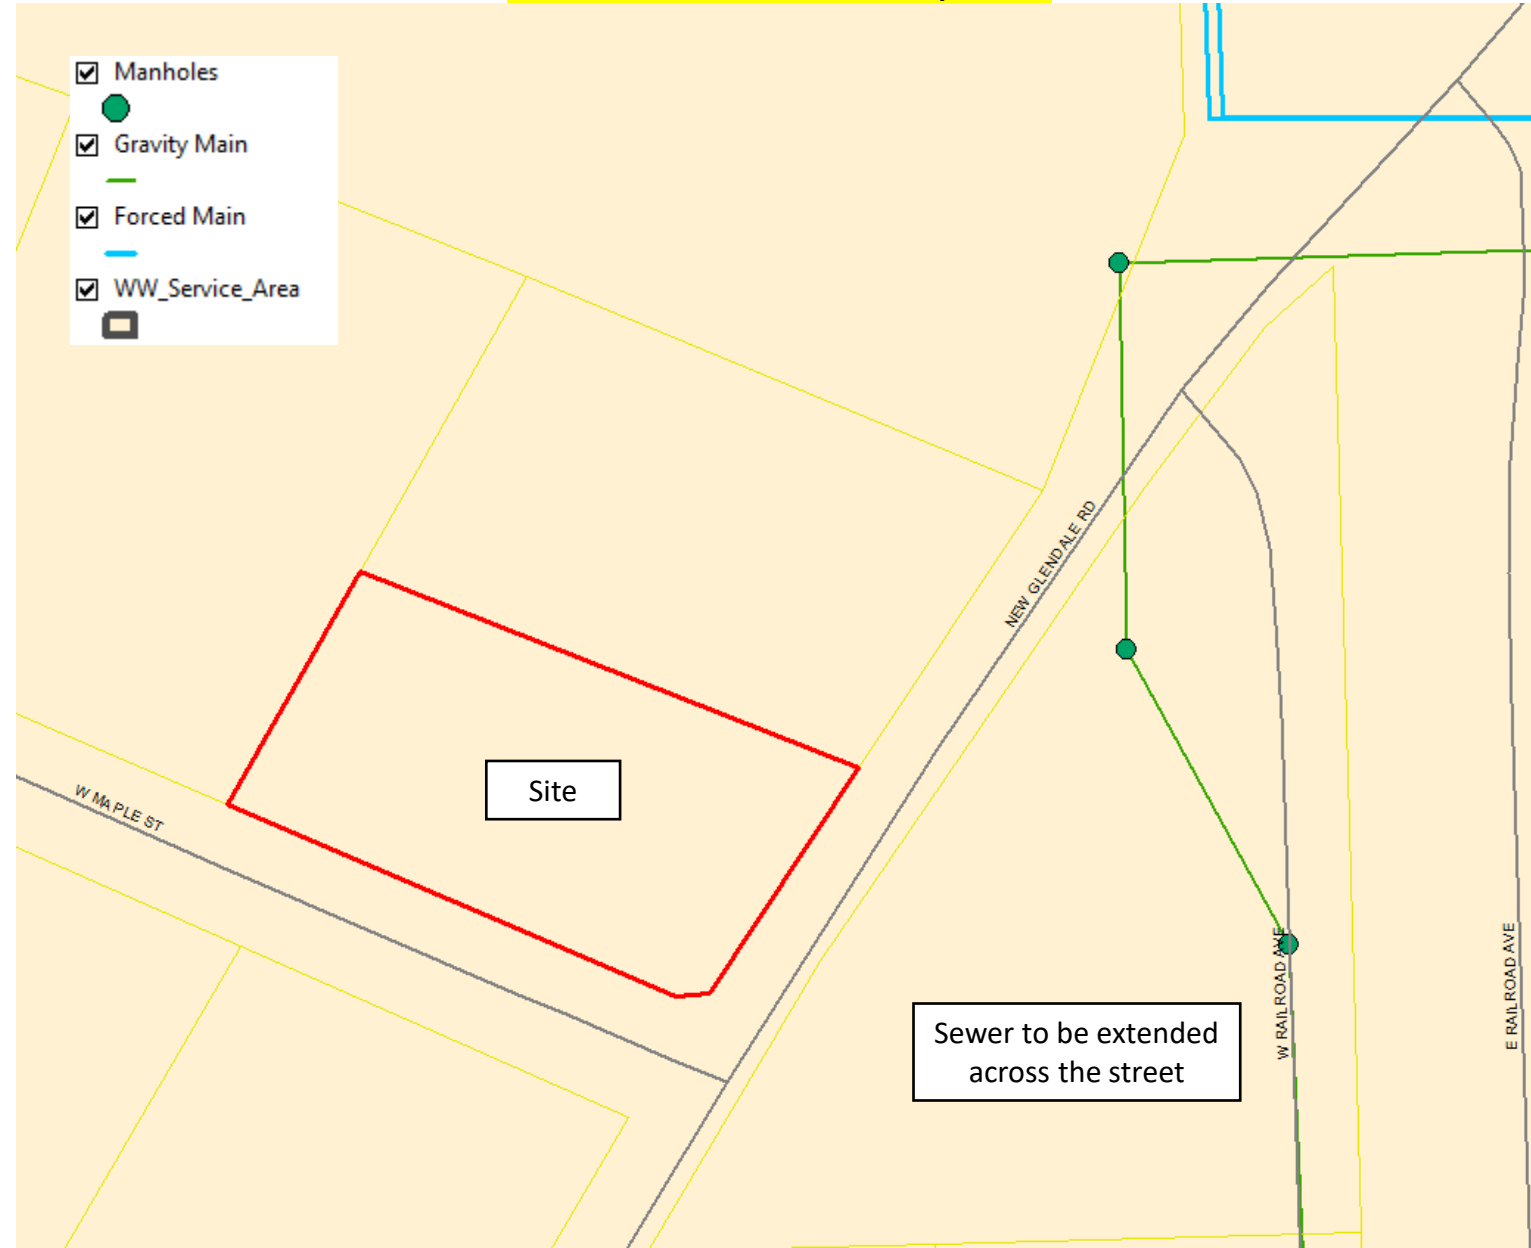 Manholes
Gravity Main
Forced Main
WW_Service_Area
NEW GLENDALE RD
Site
W MAPLE ST
W RAILROAD AVE
E RAILROAD AVE
Sewer to be extended
across the street